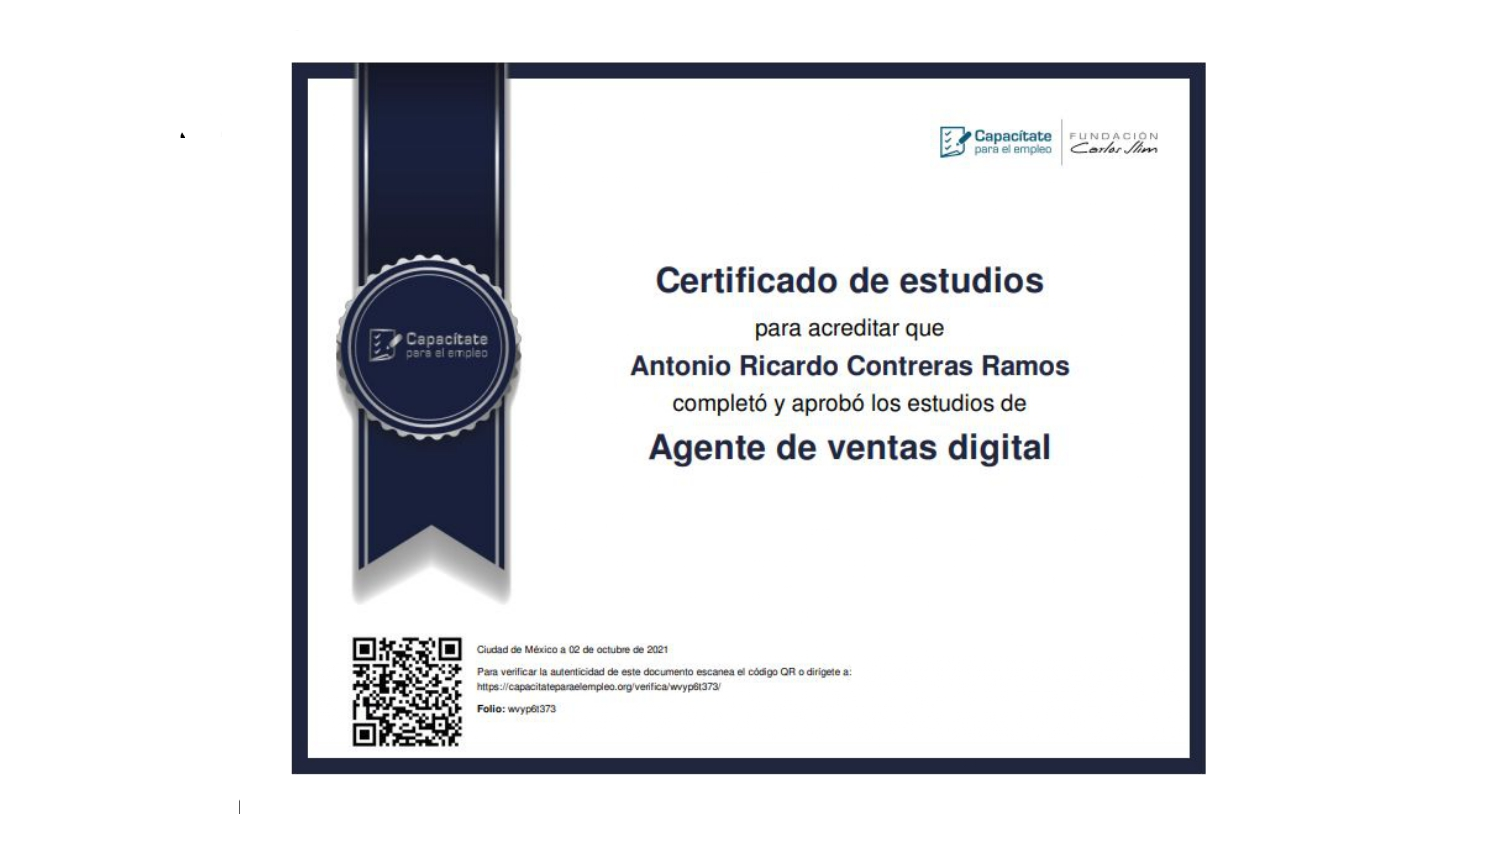 Capacítate
para el empleo
FUNDACIÓN
Carlos Slim
Capacítate
para el empleo
Certificado de estudios
para acreditar que
Antonio Ricardo Contreras Ramos
completó y aprobó los estudios de
Agente de ventas digital
Ciudad de México a 02 de octubre de 2021
Para verificar la autenticidad de este documento escanea el código QR o dirígete a:
https://capacitateparaelempleo.org/verifica/wvyp6t373/
Folio: wvyp6t373